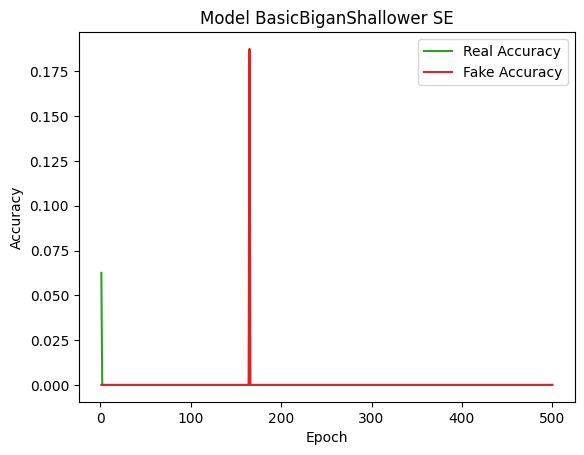 Model BasicBiganShallower SE
Real Accuracy
Fake Accuracy
Accuracy
0.175
0.150
0.125
0.100
0.075
0.050
0.025
0.000
0 100 200 300 400 500
Epoch